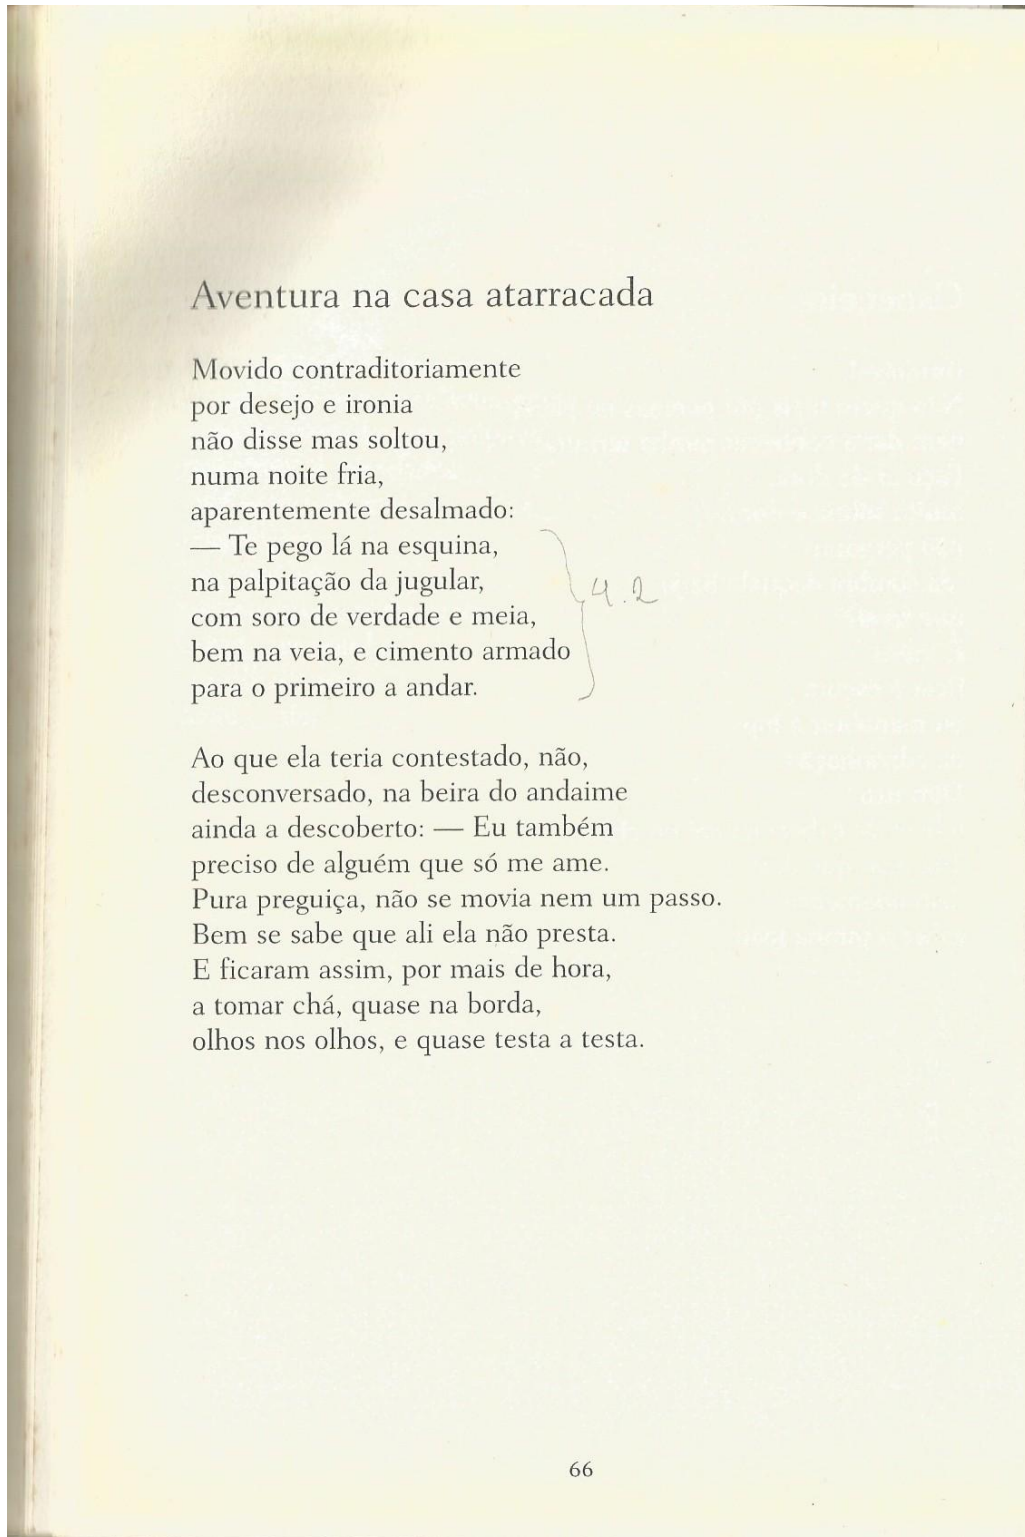 Aventura na casa atarracada
Movido contraditoriamente
por desejo e ironia
não disse mas soltou,
numa noite fria,
aparentemente desalmado:
— Te pego lá na esquina,
na palpitação da jugular,
com soro de verdade e meia,
bem na veia, e cimento armado
para o primeiro a andar.
4.2
Ao que ela teria contestado, não,
desconversado, na beira do andaime
ainda a descoberto: — Eu também
preciso de alguém que só me ame.
Pura preguiça, não se movia nem um passo.
Bem se sabe que ali ela não presta.
E ficaram assim, por mais de hora,
a tomar chá, quase na borda,
olhos nos olhos, e quase testa a testa.
66